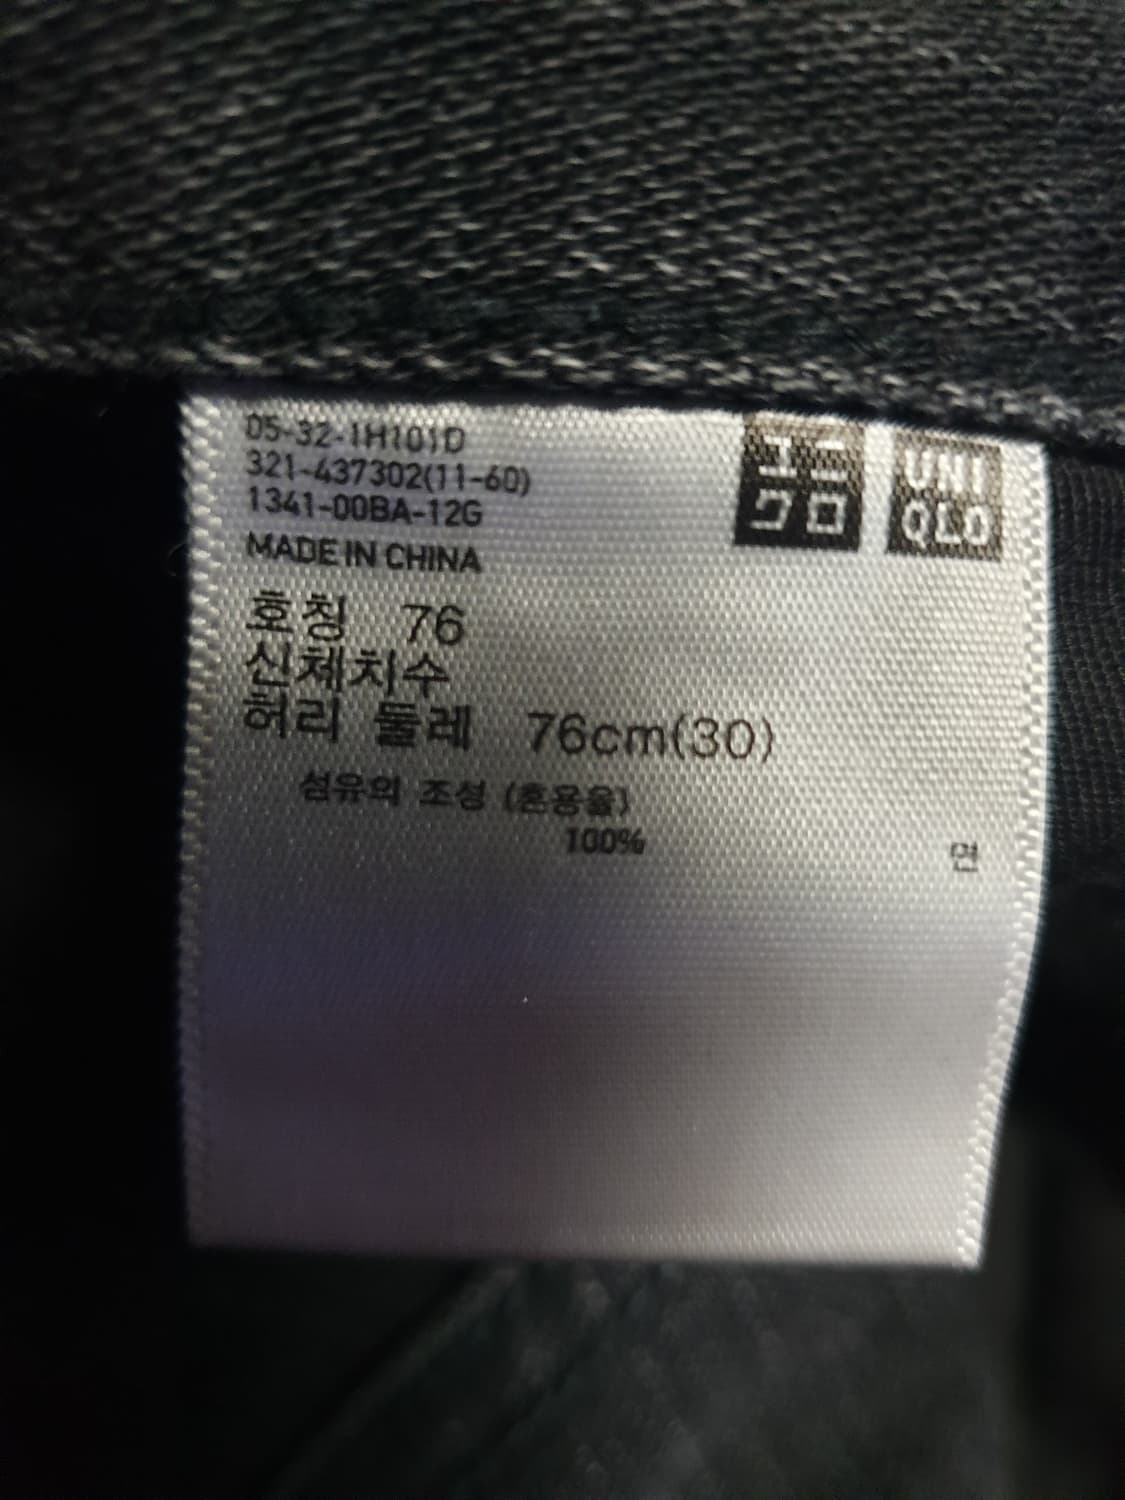 05-32-1H101D
321-437302(11-60)
1341-00BA-12G
MADE IN CHINA
ユニ
クロ
UNI
QLO
호칭 76
신체치수
허리 둘레 76cm(30)
섬유의 조성 (혼용율)
100% 면